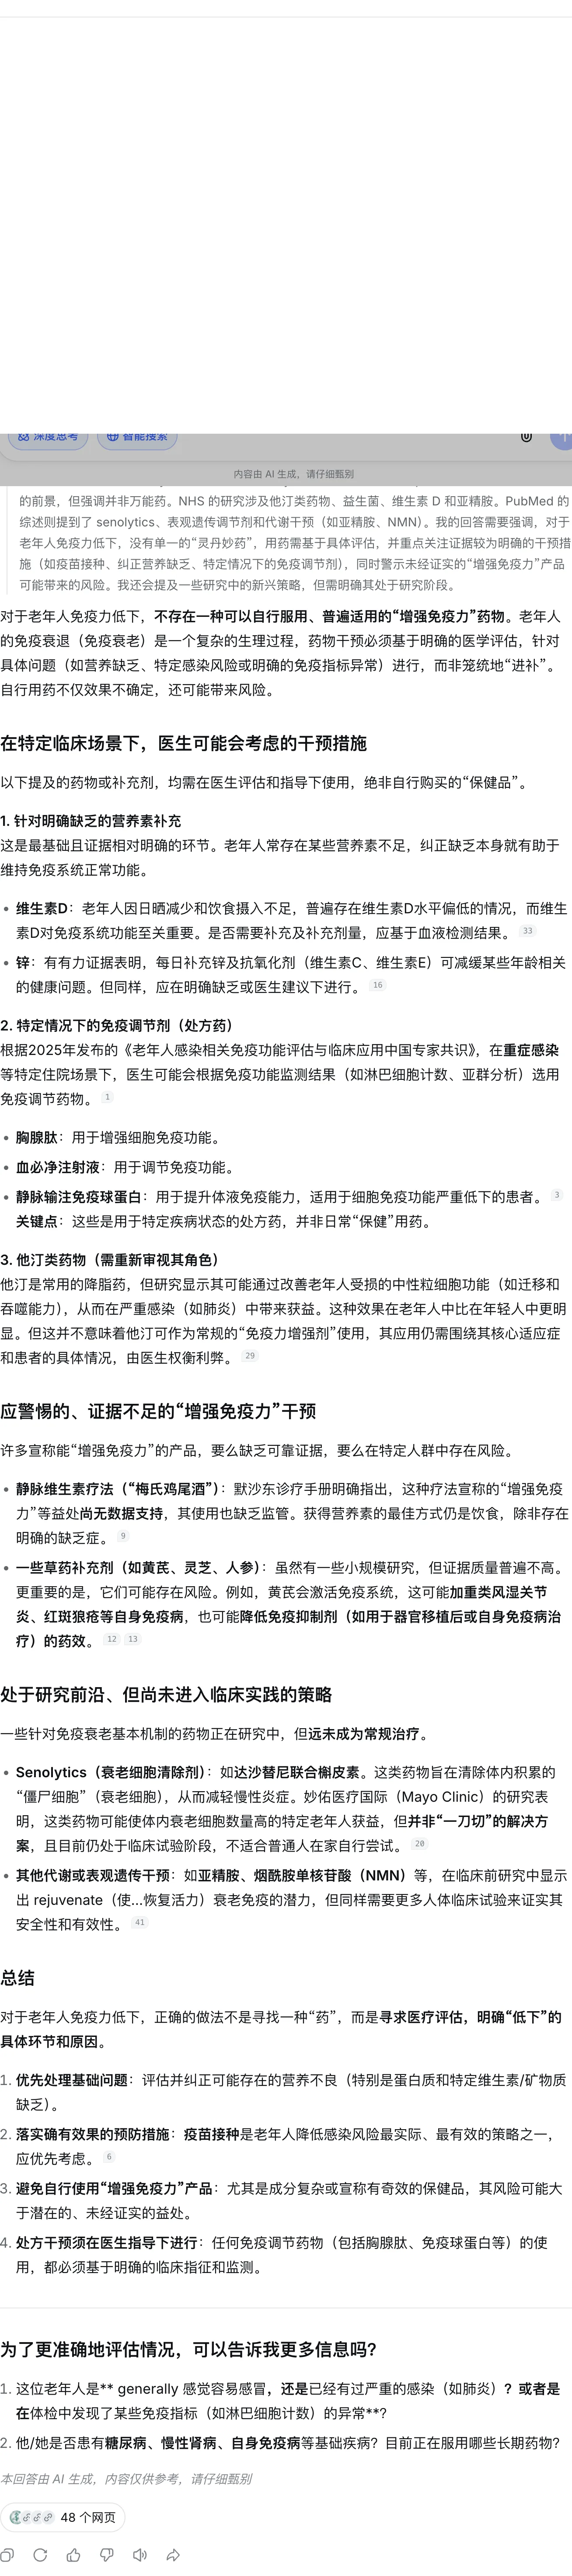 深度思考 智能搜索
内容由 AI 生成，请仔细甄别
的前景，但强调并非万能药。NHS 的研究涉及他汀类药物、益生菌、维生素 D 和亚精胺。PubMed 的
综述则提到了 senolytics、表观遗传调节剂和代谢干预（如亚精胺、NMN）。我的回答需要强调，对于
老年人免疫力低下，没有单一的“灵丹妙药”，用药需基于具体评估，并重点关注证据较为明确的干预措
施（如疫苗接种、纠正营养缺乏、特定情况下的免疫调节剂），同时警示未经证实的“增强免疫力”产品
可能带来的风险。我还会提及一些研究中的新兴策略，但需明确其处于研究阶段。
对于老年人免疫力低下，不存在一种可以自行服用、普遍适用的“增强免疫力”药物。老年人
的免疫衰退（免疫衰老）是一个复杂的生理过程，药物干预必须基于明确的医学评估，针对
具体问题（如营养缺乏、特定感染风险或明确的免疫指标异常）进行，而非笼统地“进补”。
自行用药不仅效果不确定，还可能带来风险。
在特定临床场景下，医生可能会考虑的干预措施
以下提及的药物或补充剂，均需在医生评估和指导下使用，绝非自行购买的“保健品”。
1. 针对明确缺乏的营养素补充
这是最基础且证据相对明确的环节。老年人常存在某些营养素不足，纠正缺乏本身就有助于
维持免疫系统正常功能。
• 维生素D：老年人因日晒减少和饮食摄入不足，普遍存在维生素D水平偏低的情况，而维生
素D对免疫系统功能至关重要。是否需要补充及补充剂量，应基于血液检测结果。 33
• 锌：有有力证据表明，每日补充锌及抗氧化剂（维生素C、维生素E）可减缓某些年龄相关
的健康问题。但同样，应在明确缺乏或医生建议下进行。 16
2. 特定情况下的免疫调节剂（处方药）
根据2025年发布的《老年人感染相关免疫功能评估与临床应用中国专家共识》，在重症感染
等特定住院场景下，医生可能会根据免疫功能监测结果（如淋巴细胞计数、亚群分析）选用
免疫调节药物。 1
• 胸腺肽：用于增强细胞免疫功能。
• 血必净注射液：用于调节免疫功能。
• 静脉输注免疫球蛋白：用于提升体液免疫能力，适用于细胞免疫功能严重低下的患者。 3
关键点：这些是用于特定疾病状态的处方药，并非日常“保健”用药。
3. 他汀类药物（需重新审视其角色）
他汀是常用的降脂药，但研究显示其可能通过改善老年人受损的中性粒细胞功能（如迁移和
吞噬能力），从而在严重感染（如肺炎）中带来获益。这种效果在老年人中比在年轻人中更明
显。但这并不意味着他汀可作为常规的“免疫力增强剂”使用，其应用仍需围绕其核心适应症
和患者的具体情况，由医生权衡利弊。 29
应警惕的、证据不足的“增强免疫力”干预
许多宣称能“增强免疫力”的产品，要么缺乏可靠证据，要么在特定人群中存在风险。
• 静脉维生素疗法（“梅氏鸡尾酒”）：默沙东诊疗手册明确指出，这种疗法宣称的“增强免疫
力”等益处尚无数据支持，其使用也缺乏监管。获得营养素的最佳方式仍是饮食，除非存在
明确的缺乏症。 9
• 一些草药补充剂（如黄芪、灵芝、人参）：虽然有一些小规模研究，但证据质量普遍不高。
更重要的是，它们可能存在风险。例如，黄芪会激活免疫系统，这可能加重类风湿关节
炎、红斑狼疮等自身免疫病，也可能降低免疫抑制剂（如用于器官移植后或自身免疫病治
疗）的药效。 12 13
处于研究前沿、但尚未进入临床实践的策略
一些针对免疫衰老基本机制的药物正在研究中，但远未成为常规治疗。
• Senolytics（衰老细胞清除剂）：如达沙替尼联合槲皮素。这类药物旨在清除体内积累的
“僵尸细胞”（衰老细胞），从而减轻慢性炎症。妙佑医疗国际（Mayo Clinic）的研究表
明，这类药物可能使体内衰老细胞数量高的特定老年人获益，但并非“一刀切”的解决方
案，且目前仍处于临床试验阶段，不适合普通人在家自行尝试。 20
• 其他代谢或表观遗传干预：如亚精胺、烟酰胺单核苷酸（NMN）等，在临床前研究中显示
出 rejuvenate（使...恢复活力）衰老免疫的潜力，但同样需要更多人体临床试验来证实其
安全性和有效性。 41
总结
对于老年人免疫力低下，正确的做法不是寻找一种“药”，而是寻求医疗评估，明确“低下”的
具体环节和原因。
1. 优先处理基础问题：评估并纠正可能存在的营养不良（特别是蛋白质和特定维生素/矿物质
缺乏）。
2. 落实确有效果的预防措施：疫苗接种是老年人降低感染风险最实际、最有效的策略之一，
应优先考虑。 6
3. 避免自行使用“增强免疫力”产品：尤其是成分复杂或宣称有奇效的保健品，其风险可能大
于潜在的、未经证实的益处。
4. 处方干预须在医生指导下进行：任何免疫调节药物（包括胸腺肽、免疫球蛋白等）的使
用，都必须基于明确的临床指征和监测。
为了更准确地评估情况，可以告诉我更多信息吗？
1. 这位老年人是** generally 感觉容易感冒，还是已经有过严重的感染（如肺炎）？或者是
在体检中发现了某些免疫指标（如淋巴细胞计数）的异常**?
2. 他/她是否患有糖尿病、慢性肾病、自身免疫病等基础疾病？目前正在服用哪些长期药物？
本回答由 AI 生成，内容仅供参考，请仔细甄别
48 个网页